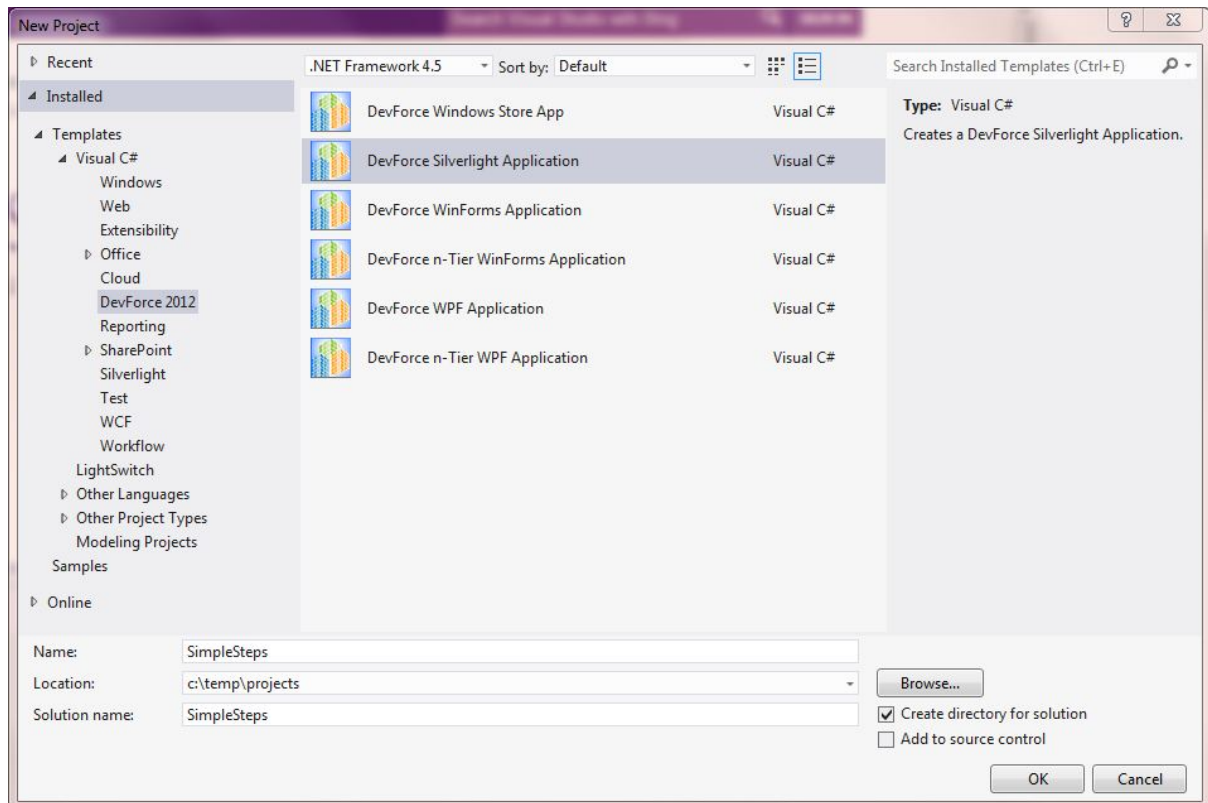 New Project
Recent
Installed
Templates
Visual C#
Windows
Web
Extensibility
Office
Cloud
DevForce 2012
Reporting
SharePoint
Silverlight
Test
WCF
Workflow
LightSwitch
Other Languages
Other Project Types
Modeling Projects
Samples
Online
.NET Framework 4.5 Sort by: Default
DevForce Windows Store App Visual C#
DevForce Silverlight Application Visual C#
DevForce WinForms Application Visual C#
DevForce n-Tier WinForms Application Visual C#
DevForce WPF Application Visual C#
DevForce n-Tier WPF Application Visual C#
Search Installed Templates (Ctrl+E)
Type: Visual C#
Creates a DevForce Silverlight Application.
Name: SimpleSteps
Location: c:\temp\projects
Browse...
Solution name: SimpleSteps
Create directory for solution
Add to source control
OK Cancel